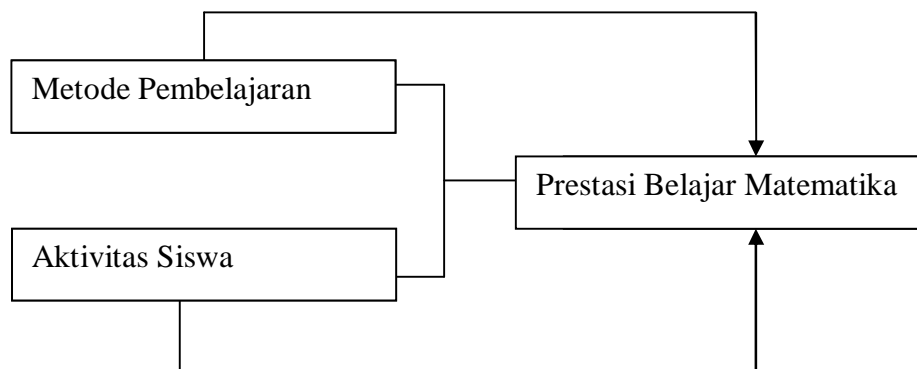 Metode Pembelajaran
Prestasi Belajar Matematika
Aktivitas Siswa